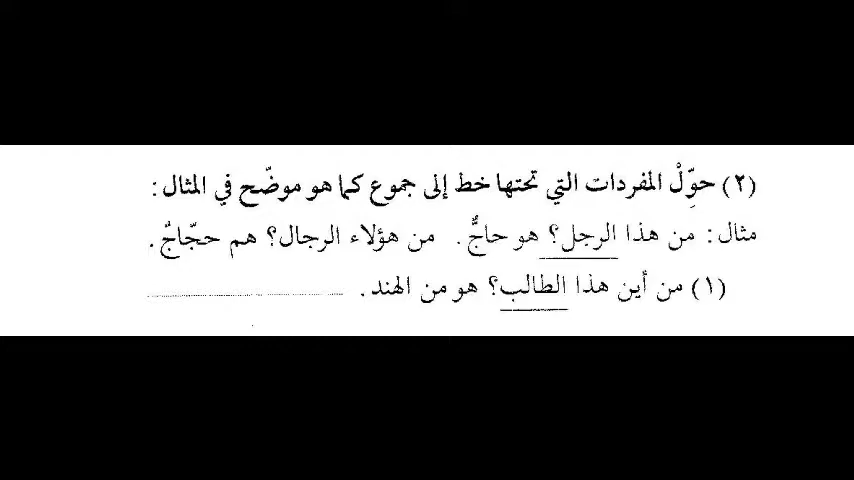 (٢) حوِّلْ المفردات التي تحتها خط إلى جموع كما هو موضّح في المثال :
مثال : من هذا الرجل؟ هو حاجٌّ. من هؤلاء الرجال؟ هم حجّاجٌ.
(١) من أين هذا الطالب؟ هو من الهند. ................................